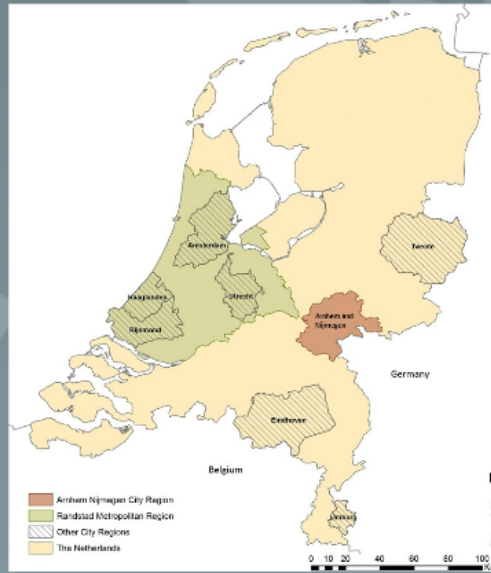 Amsterdam
Twente
Haaglanden
Utrecht
Rijnmond
Arnhem and
Nijmegen
Germany
Eindhoven
Belgium
Limburg
Arnhem Nijmegen City Region
Randstad Metropolitan Region
Other City Regions
The Netherlands
0 10 20 40 60 80 100